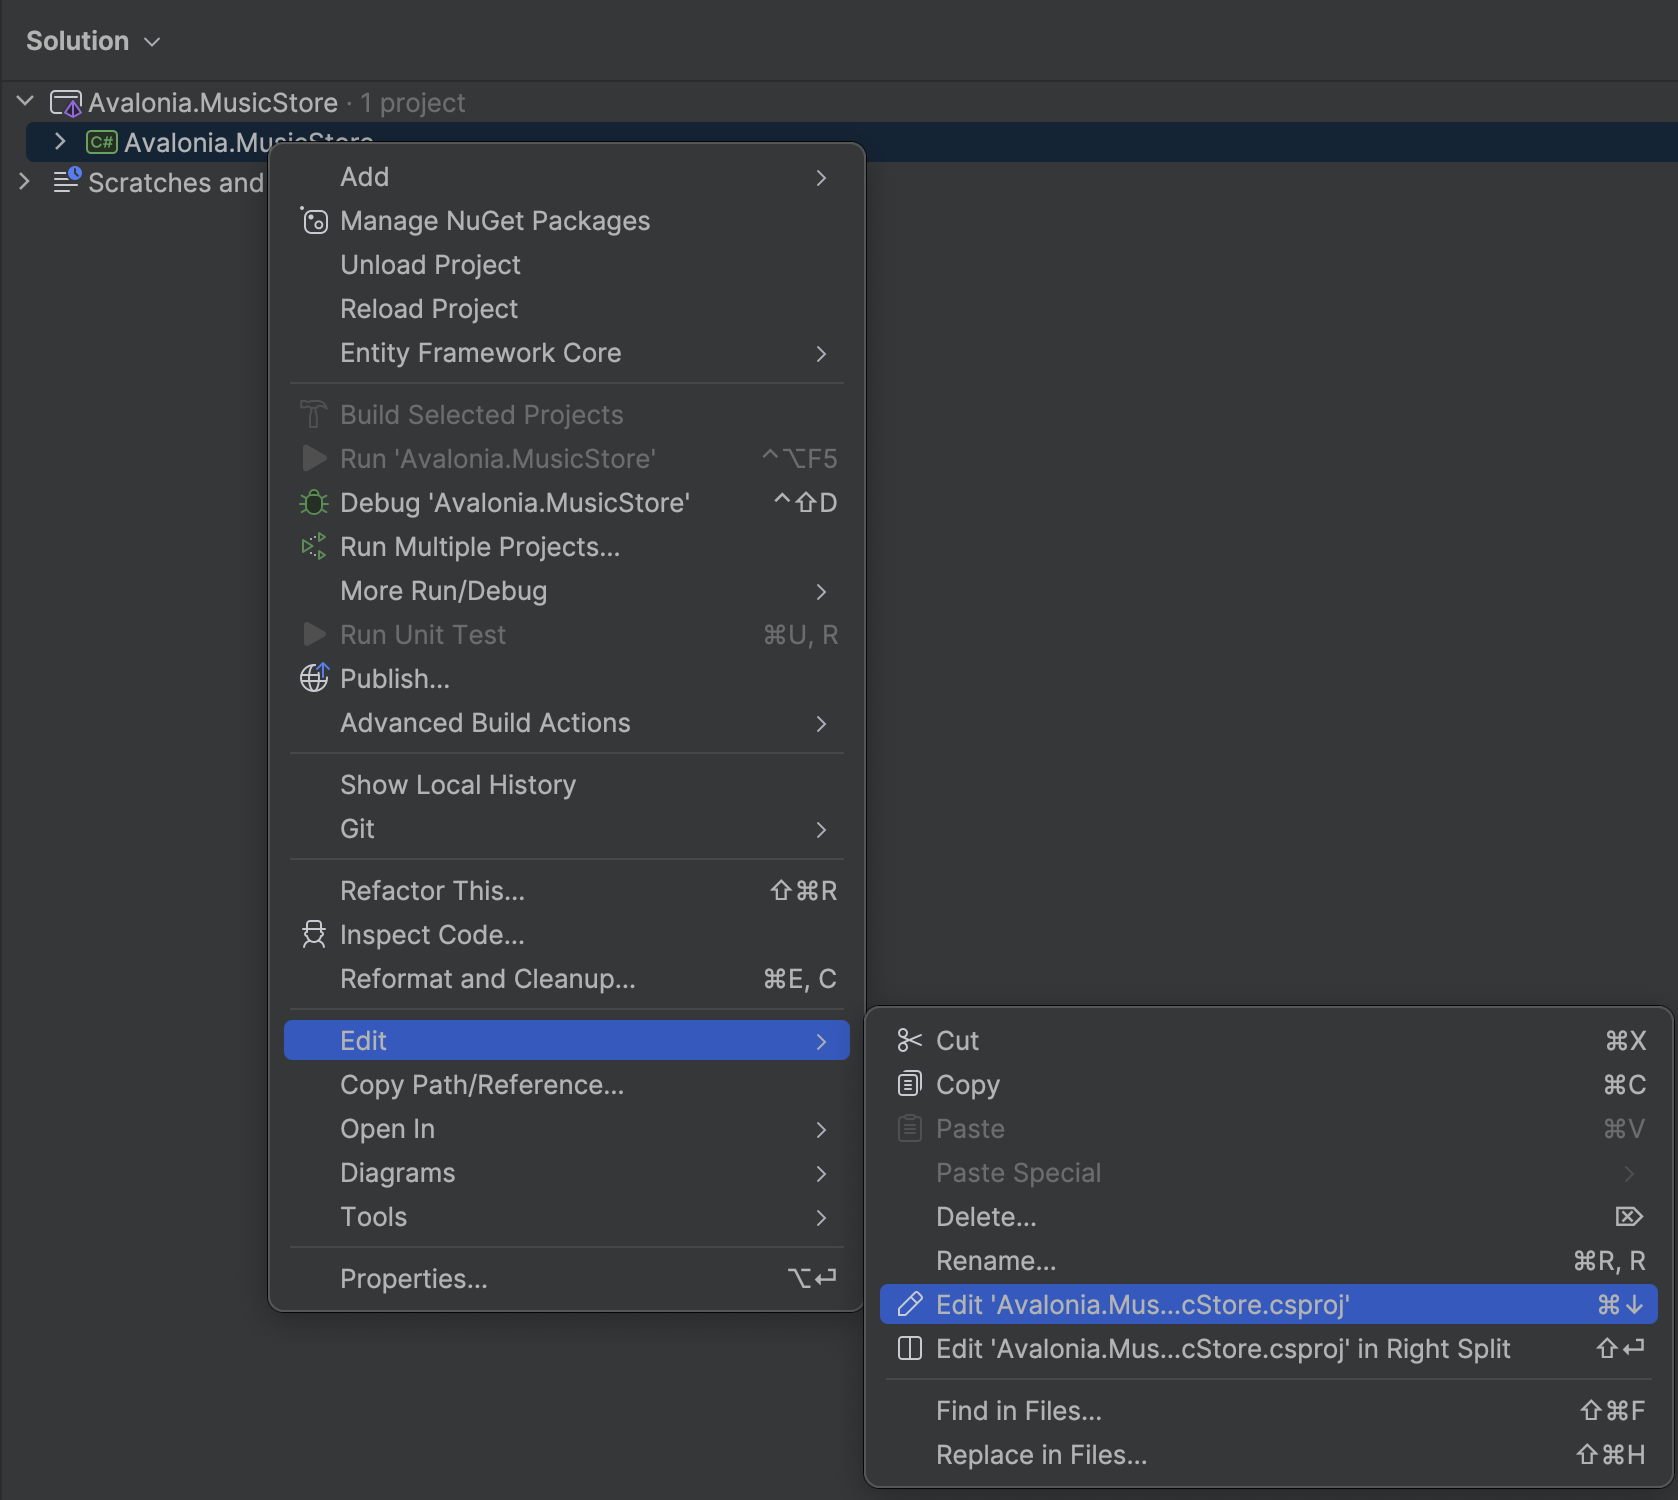 Solution
Avalonia.MusicStore · 1 project
C# Avalonia.MusicStore
Scratches and
Add
Manage NuGet Packages
Unload Project
Reload Project
Entity Framework Core
Build Selected Projects
Run 'Avalonia.MusicStore' ^⌥F5
Debug 'Avalonia.MusicStore' ^⇧D
Run Multiple Projects...
More Run/Debug
Run Unit Test ⌘U, R
Publish...
Advanced Build Actions
Show Local History
Git
Refactor This... ⇧⌘R
Inspect Code...
Reformat and Cleanup... ⌘E, C
Edit
Copy Path/Reference...
Open In
Diagrams
Tools
Properties... ⌥↩
Cut ⌘X
Copy ⌘C
Paste ⌘V
Paste Special
Delete... ⌦
Rename... ⌘R, R
Edit 'Avalonia.Mus...cStore.csproj' ⌘↓
Edit 'Avalonia.Mus...cStore.csproj' in Right Split ⇧↩
Find in Files... ⇧⌘F
Replace in Files... ⇧⌘H